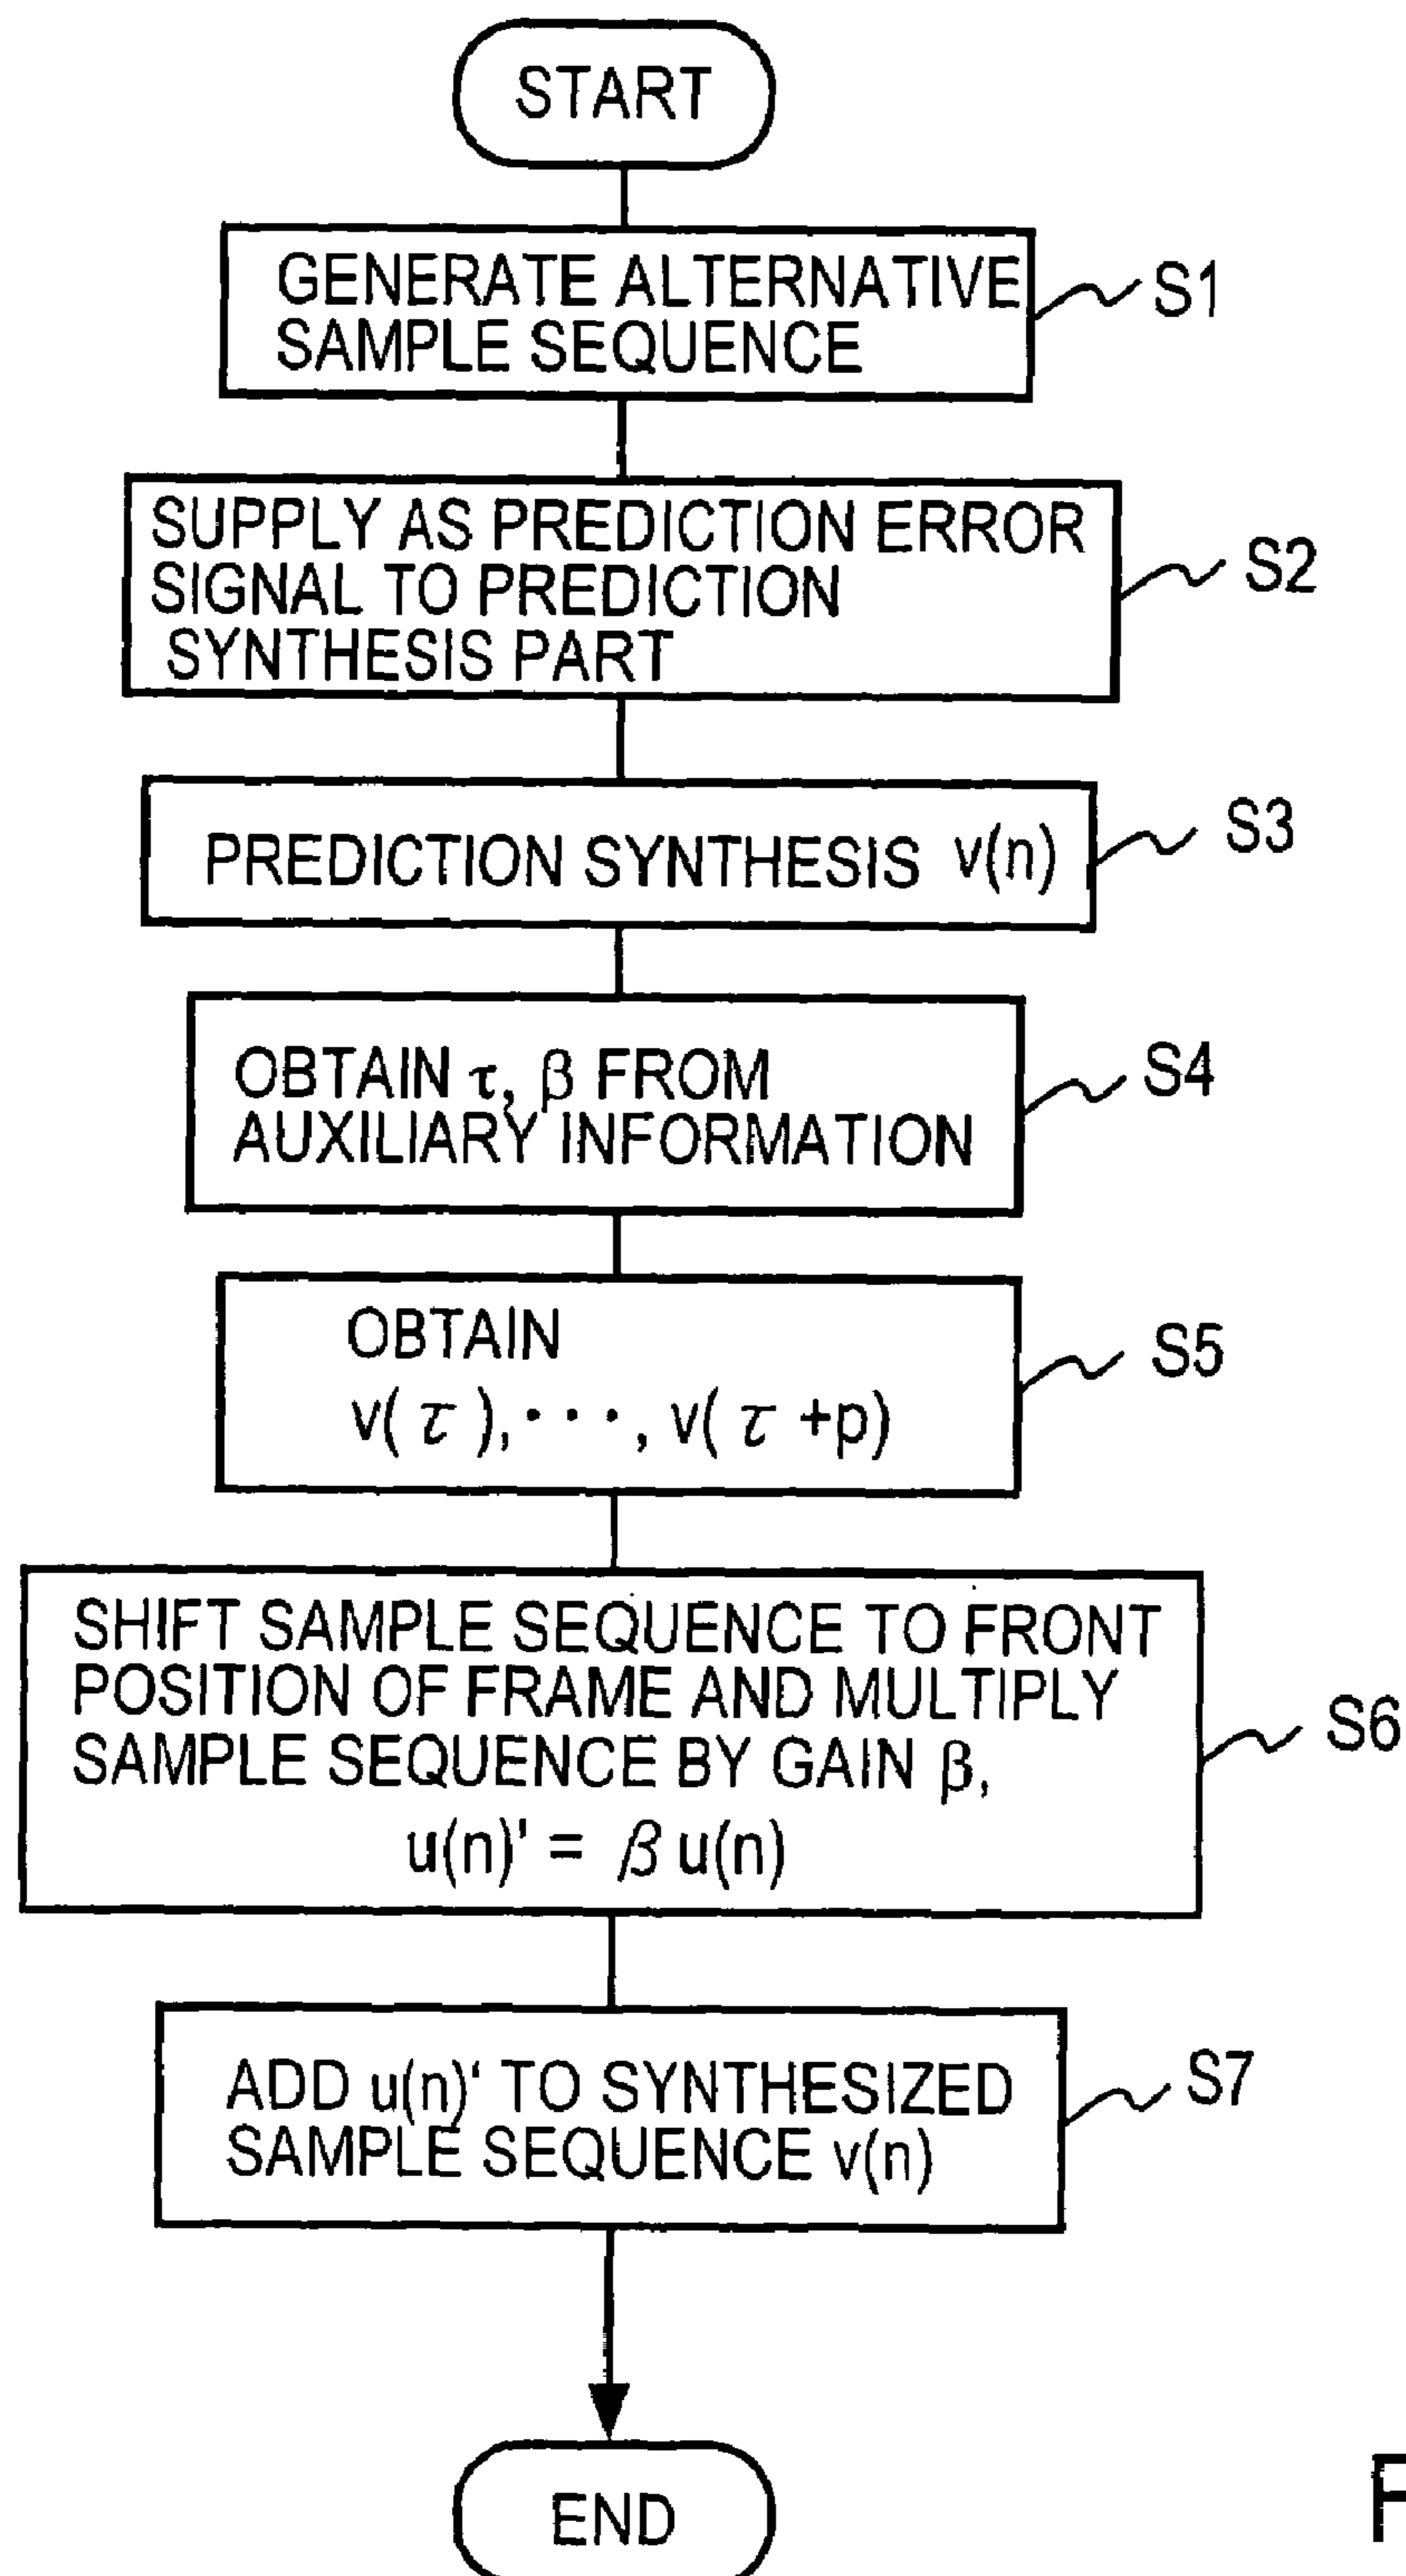 START
GENERATE ALTERNATIVE
SAMPLE SEQUENCE
S1
SUPPLY AS PREDICTION ERROR
SIGNAL TO PREDICTION
SYNTHESIS PART
S2
PREDICTION SYNTHESIS v(n)
S3
OBTAIN τ, β FROM
AUXILIARY INFORMATION
S4
OBTAIN
v( τ ), · · · , v( τ +p)
S5
SHIFT SAMPLE SEQUENCE TO FRONT
POSITION OF FRAME AND MULTIPLY
SAMPLE SEQUENCE BY GAIN β,
u(n)' = β u(n)
S6
ADD u(n)' TO SYNTHESIZED
SAMPLE SEQUENCE v(n)
S7
END